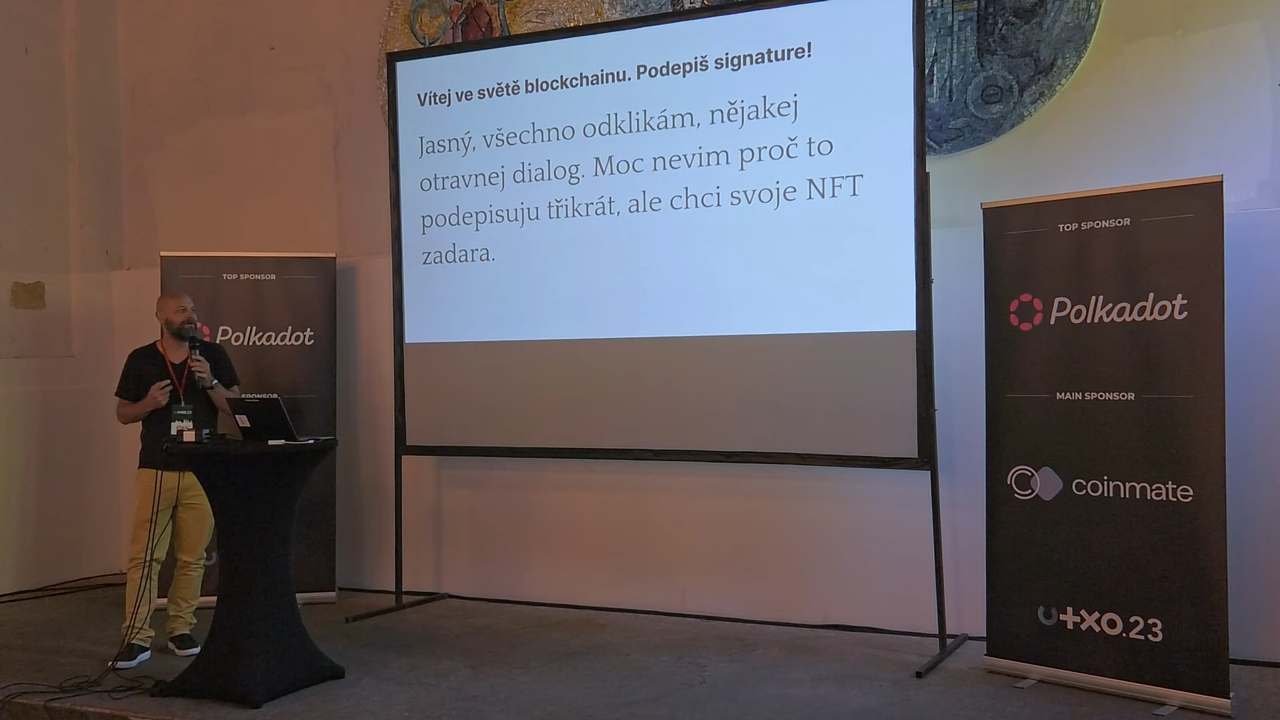 Vítej ve světě blockchainu. Podepiš signature!
Jasný, všechno odklikám, nějakej
otravnej dialog. Moc nevim proč to
podepisuju třikrát, ale chci svoje NFT
zadara.
TOP SPONSOR
Polkadot
SPONSOR
TOP SPONSOR
Polkadot
MAIN SPONSOR
coinmate
utxo.23